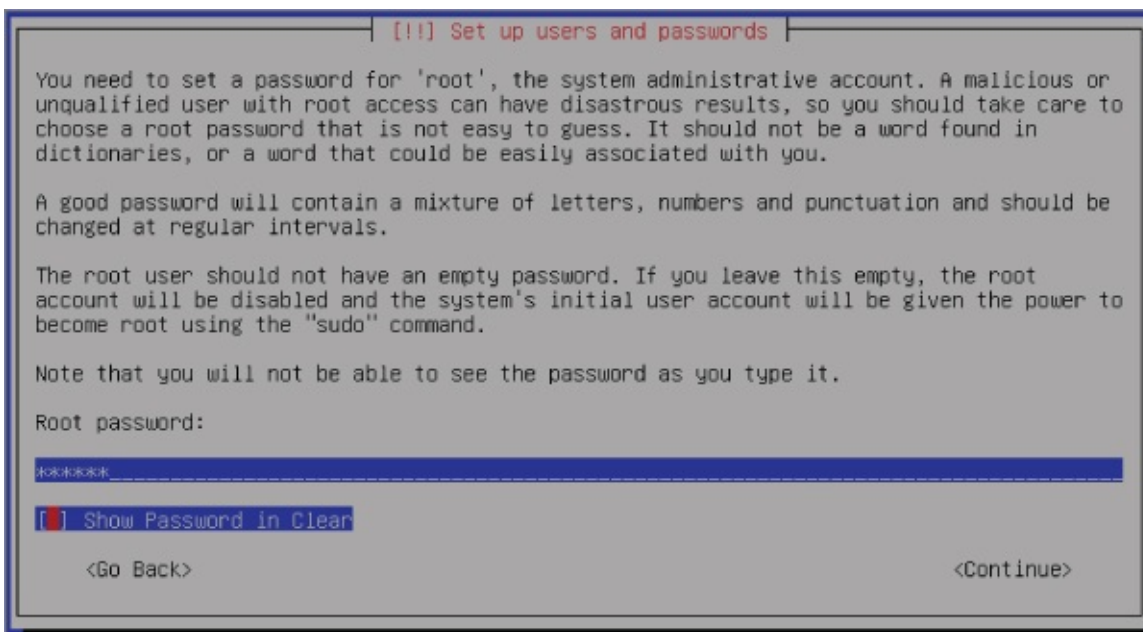 [!!] Set up users and passwords
You need to set a password for 'root', the system administrative account. A malicious or
unqualified user with root access can have disastrous results, so you should take care to
choose a root password that is not easy to guess. It should not be a word found in
dictionaries, or a word that could be easily associated with you.
A good password will contain a mixture of letters, numbers and punctuation and should be
changed at regular intervals.
The root user should not have an empty password. If you leave this empty, the root
account will be disabled and the system's initial user account will be given the power to
become root using the "sudo" command.
Note that you will not be able to see the password as you type it.
Root password:
******
[ ] Show Password in Clear
<Go Back> <Continue>